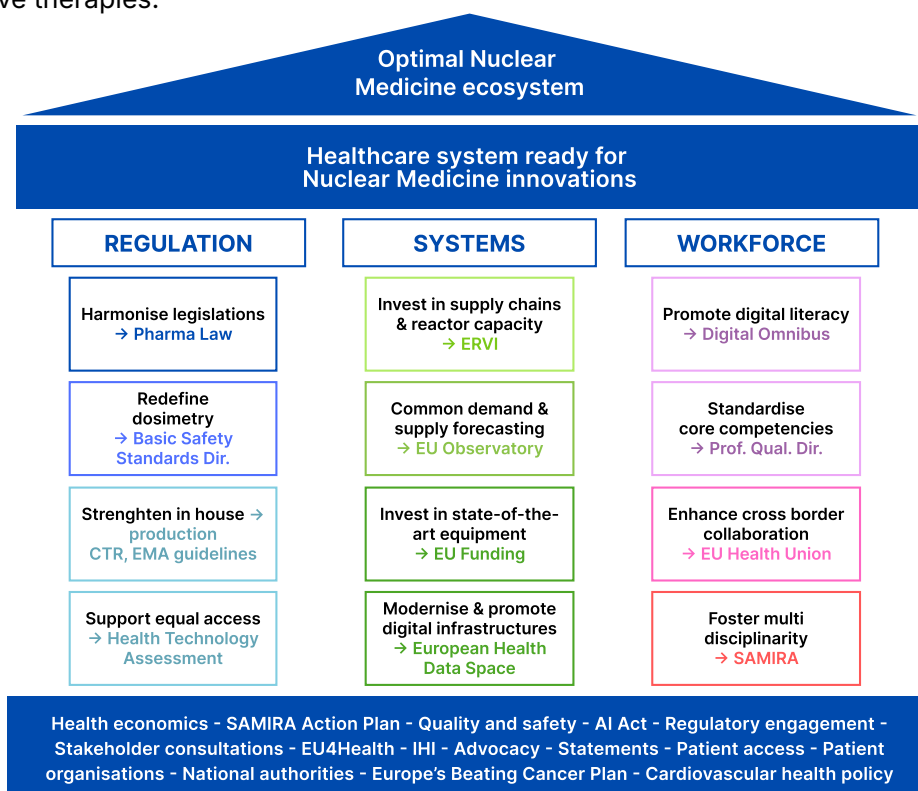 ve therapies.
Optimal Nuclear
Medicine ecosystem
Healthcare system ready for
Nuclear Medicine innovations
REGULATION
Harmonise legislations
→ Pharma Law
Redefine
dosimetry
→ Basic Safety
Standards Dir.
Strenghten in house →
production
CTR, EMA guidelines
Support equal access
→ Health Technology
Assessment
SYSTEMS
Invest in supply chains
& reactor capacity
→ ERVI
Common demand &
supply forecasting
→ EU Observatory
Invest in state-of-the-
art equipment
→ EU Funding
Modernise & promote
digital infrastructures
→ European Health
Data Space
WORKFORCE
Promote digital literacy
→ Digital Omnibus
Standardise
core competencies
→ Prof. Qual. Dir.
Enhance cross border
collaboration
→ EU Health Union
Foster multi
disciplinarity
→ SAMIRA
Health economics - SAMIRA Action Plan - Quality and safety - AI Act - Regulatory engagement -
Stakeholder consultations - EU4Health - IHI - Advocacy - Statements - Patient access - Patient
organisations - National authorities - Europe's Beating Cancer Plan - Cardiovascular health policy